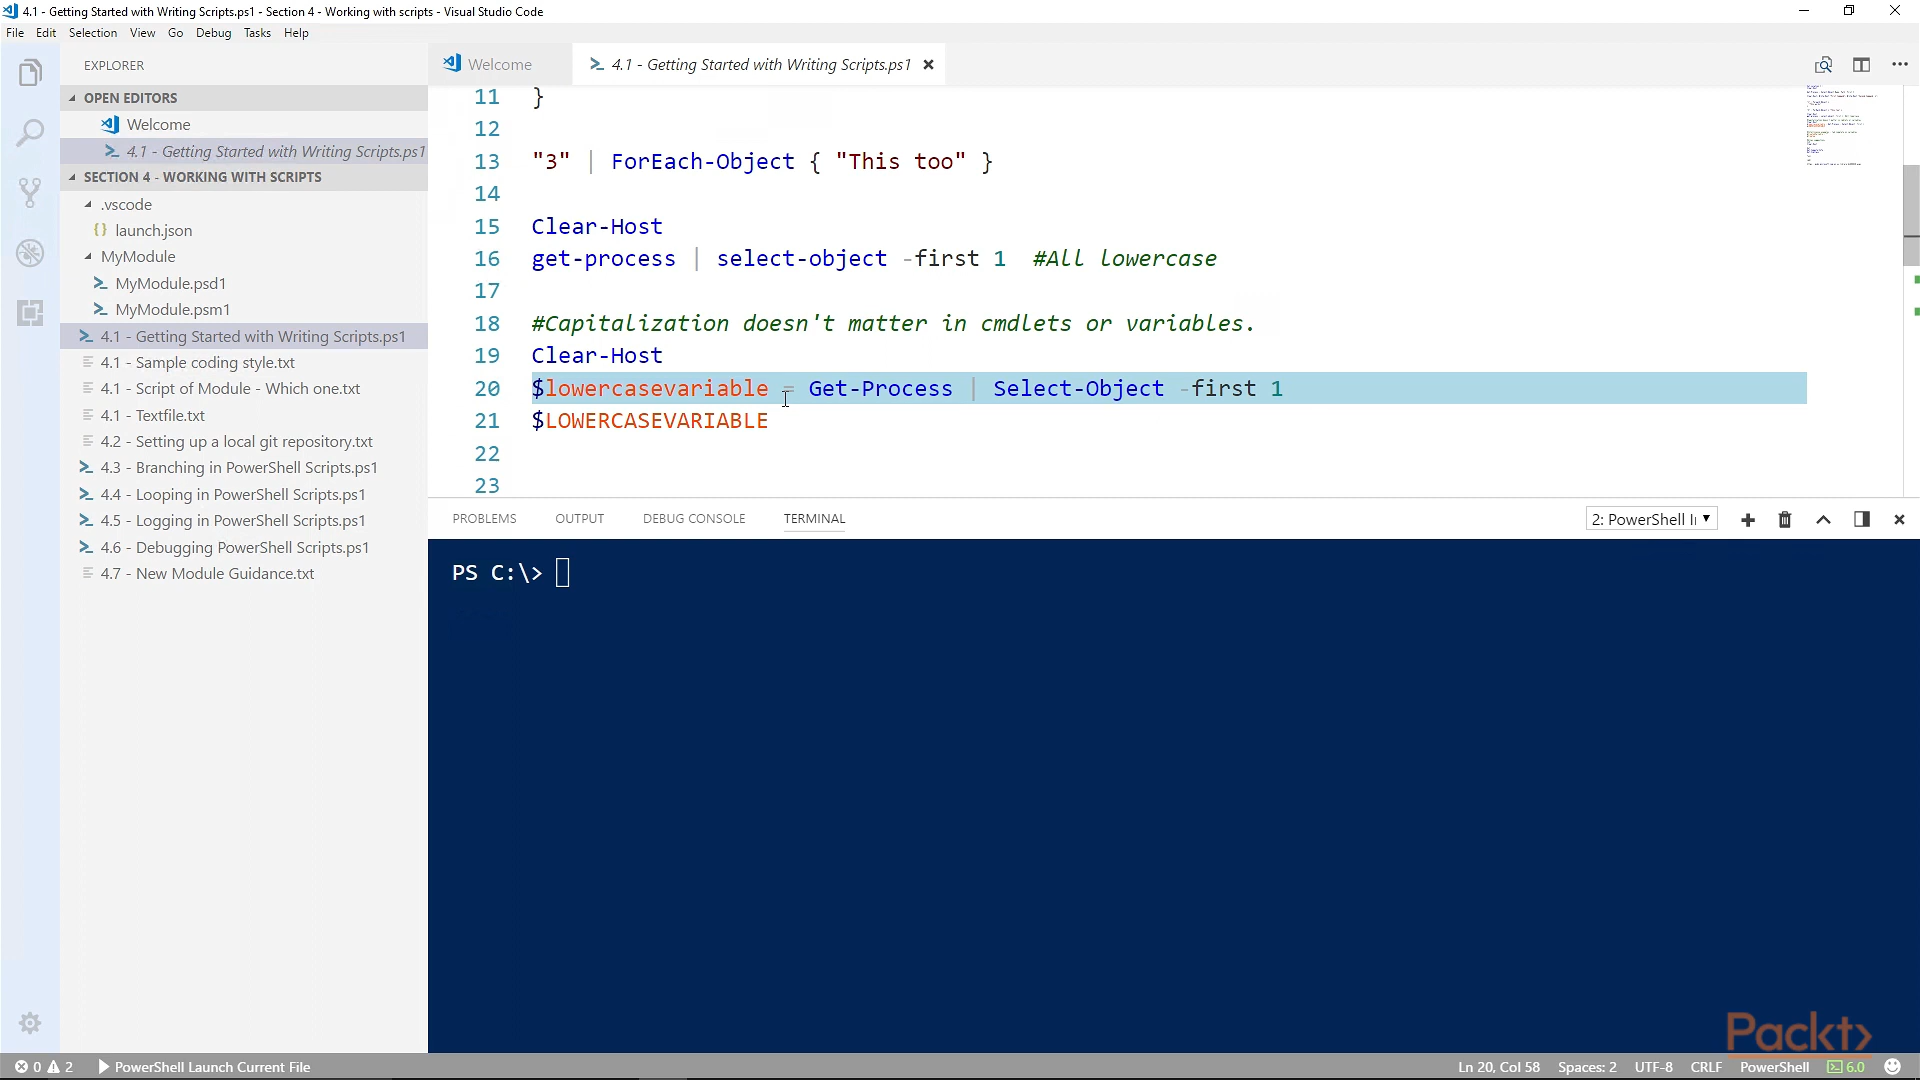 4.1 - Getting Started with Writing Scripts.ps1 - Section 4 - Working with scripts - Visual Studio Code
File Edit Selection View Go Debug Tasks Help
EXPLORER
OPEN EDITORS
Welcome
4.1 - Getting Started with Writing Scripts.ps1
SECTION 4 - WORKING WITH SCRIPTS
.vscode
{} launch.json
MyModule
MyModule.psd1
MyModule.psm1
4.1 - Getting Started with Writing Scripts.ps1
4.1 - Sample coding style.txt
4.1 - Script of Module - Which one.txt
4.1 - Textfile.txt
4.2 - Setting up a local git repository.txt
4.3 - Branching in PowerShell Scripts.ps1
4.4 - Looping in PowerShell Scripts.ps1
4.5 - Logging in PowerShell Scripts.ps1
4.6 - Debugging PowerShell Scripts.ps1
4.7 - New Module Guidance.txt
Welcome 4.1 - Getting Started with Writing Scripts.ps1
11 }
12
13 "3" | ForEach-Object { "This too" }
14
15 Clear-Host
16 get-process | select-object -first 1 #All lowercase
17
18 #Capitalization doesn't matter in cmdlets or variables.
19 Clear-Host
20 $lowercasevariable = Get-Process | Select-Object -first 1
21 $LOWERCASEVARIABLE
22
23
PROBLEMS OUTPUT DEBUG CONSOLE TERMINAL 2: PowerShell I
PS C:\>
Packt>
0 2 PowerShell Launch Current File Ln 20, Col 58 Spaces: 2 UTF-8 CRLF PowerShell 6.0